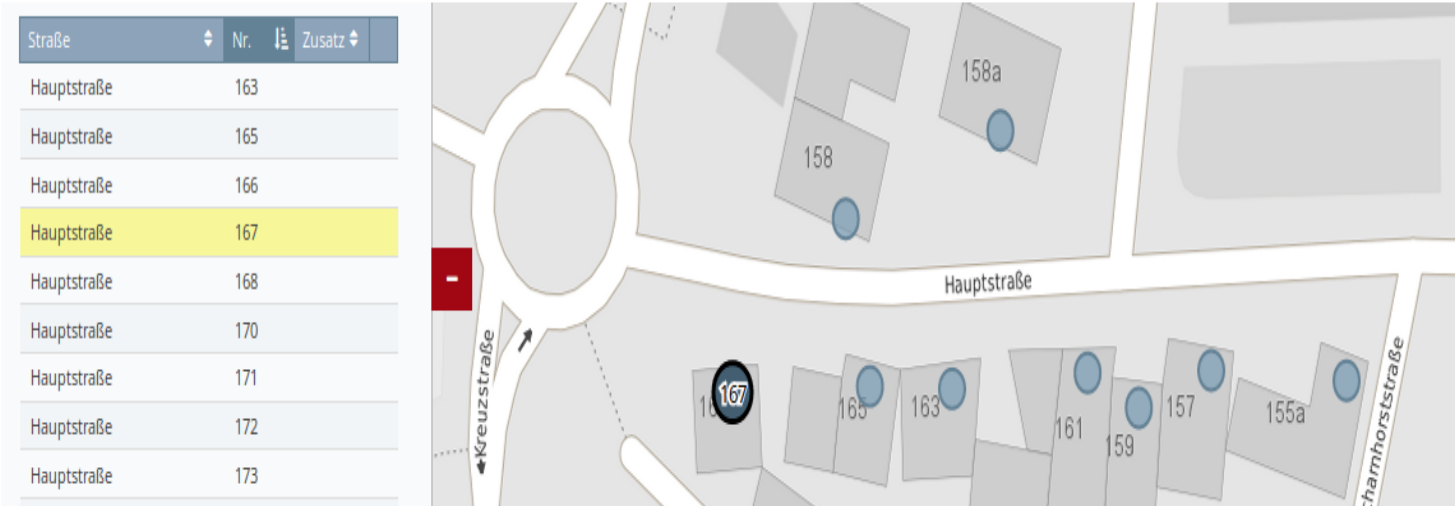 Straße Nr. Zusatz
Hauptstraße 163
Hauptstraße 165
Hauptstraße 166
Hauptstraße 167
Hauptstraße 168
Hauptstraße 170
Hauptstraße 171
Hauptstraße 172
Hauptstraße 173
158a
158
Hauptstraße
Kreuzstraße
167
165
163
161
159
157
155a
charnhorststraße